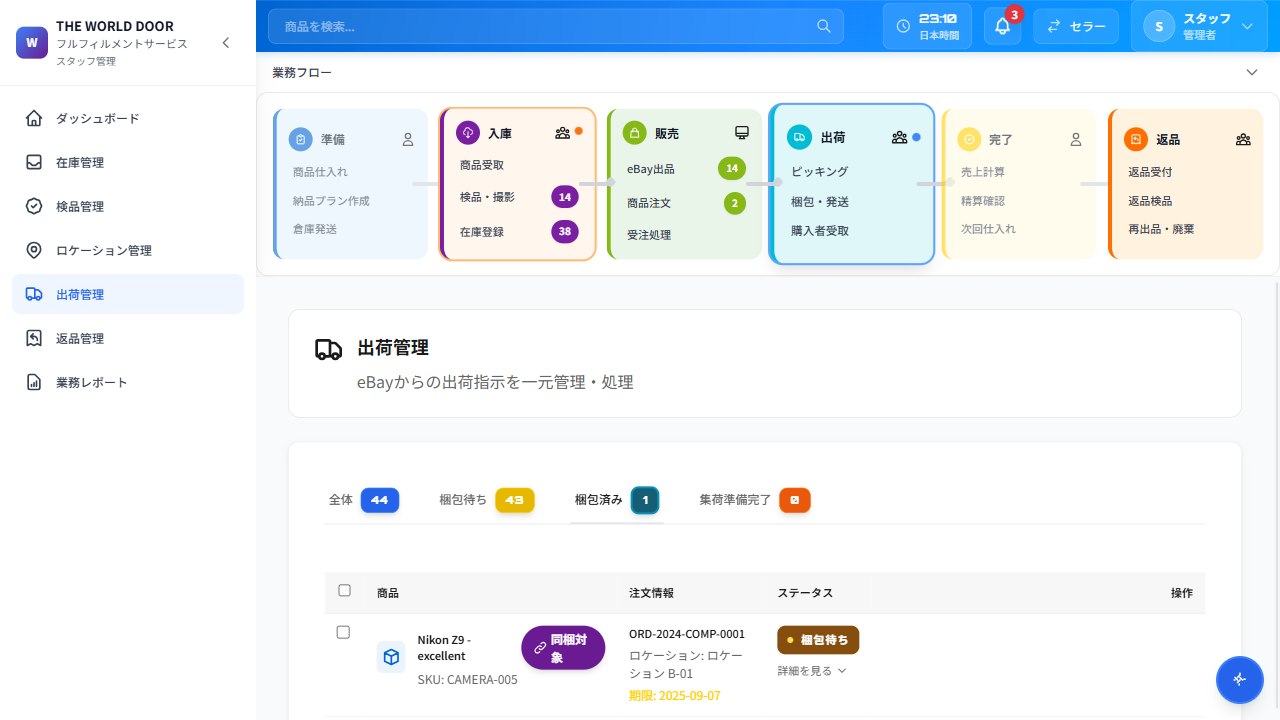 W
THE WORLD DOOR
フルフィルメントサービス
スタッフ管理
商品を検索...
23:10
日本時間
3
セラー
S
スタッフ
管理者
ダッシュボード
在庫管理
検品管理
ロケーション管理
出荷管理
返品管理
業務レポート
業務フロー
準備
商品仕入れ
納品プラン作成
倉庫発送
入庫
商品受取
検品・撮影 14
在庫登録 38
販売
eBay出品 14
商品注文 2
受注処理
出荷
ピッキング
梱包・発送
購入者受取
完了
売上計算
精算確認
次回仕入れ
返品
返品受付
返品検品
再出品・廃棄
出荷管理
eBayからの出荷指示を一元管理・処理
全体 44 梱包待ち 43 梱包済み 1 集荷準備完了 0
商品 注文情報 ステータス 操作
Nikon Z9 -
excellent
SKU: CAMERA-005
同梱対
象
ORD-2024-COMP-0001
ロケーション: ロケー
ション B-01
期限: 2025-09-07
梱包待ち
詳細を見る